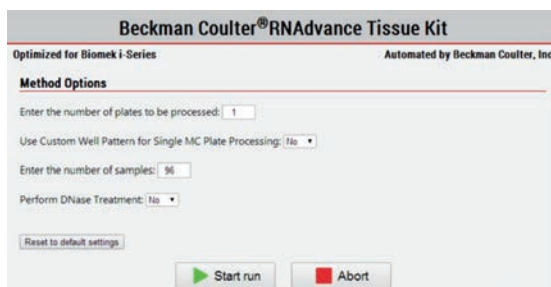 Beckman Coulter®RNAdvance Tissue Kit
Optimized for Biomek i-Series Automated by Beckman Coulter, Inc
Method Options
Enter the number of plates to be processed: 1
Use Custom Well Pattern for Single MC Plate Processing: No
Enter the number of samples: 96
Perform DNase Treatment: No
Reset to default settings
Start run Abort